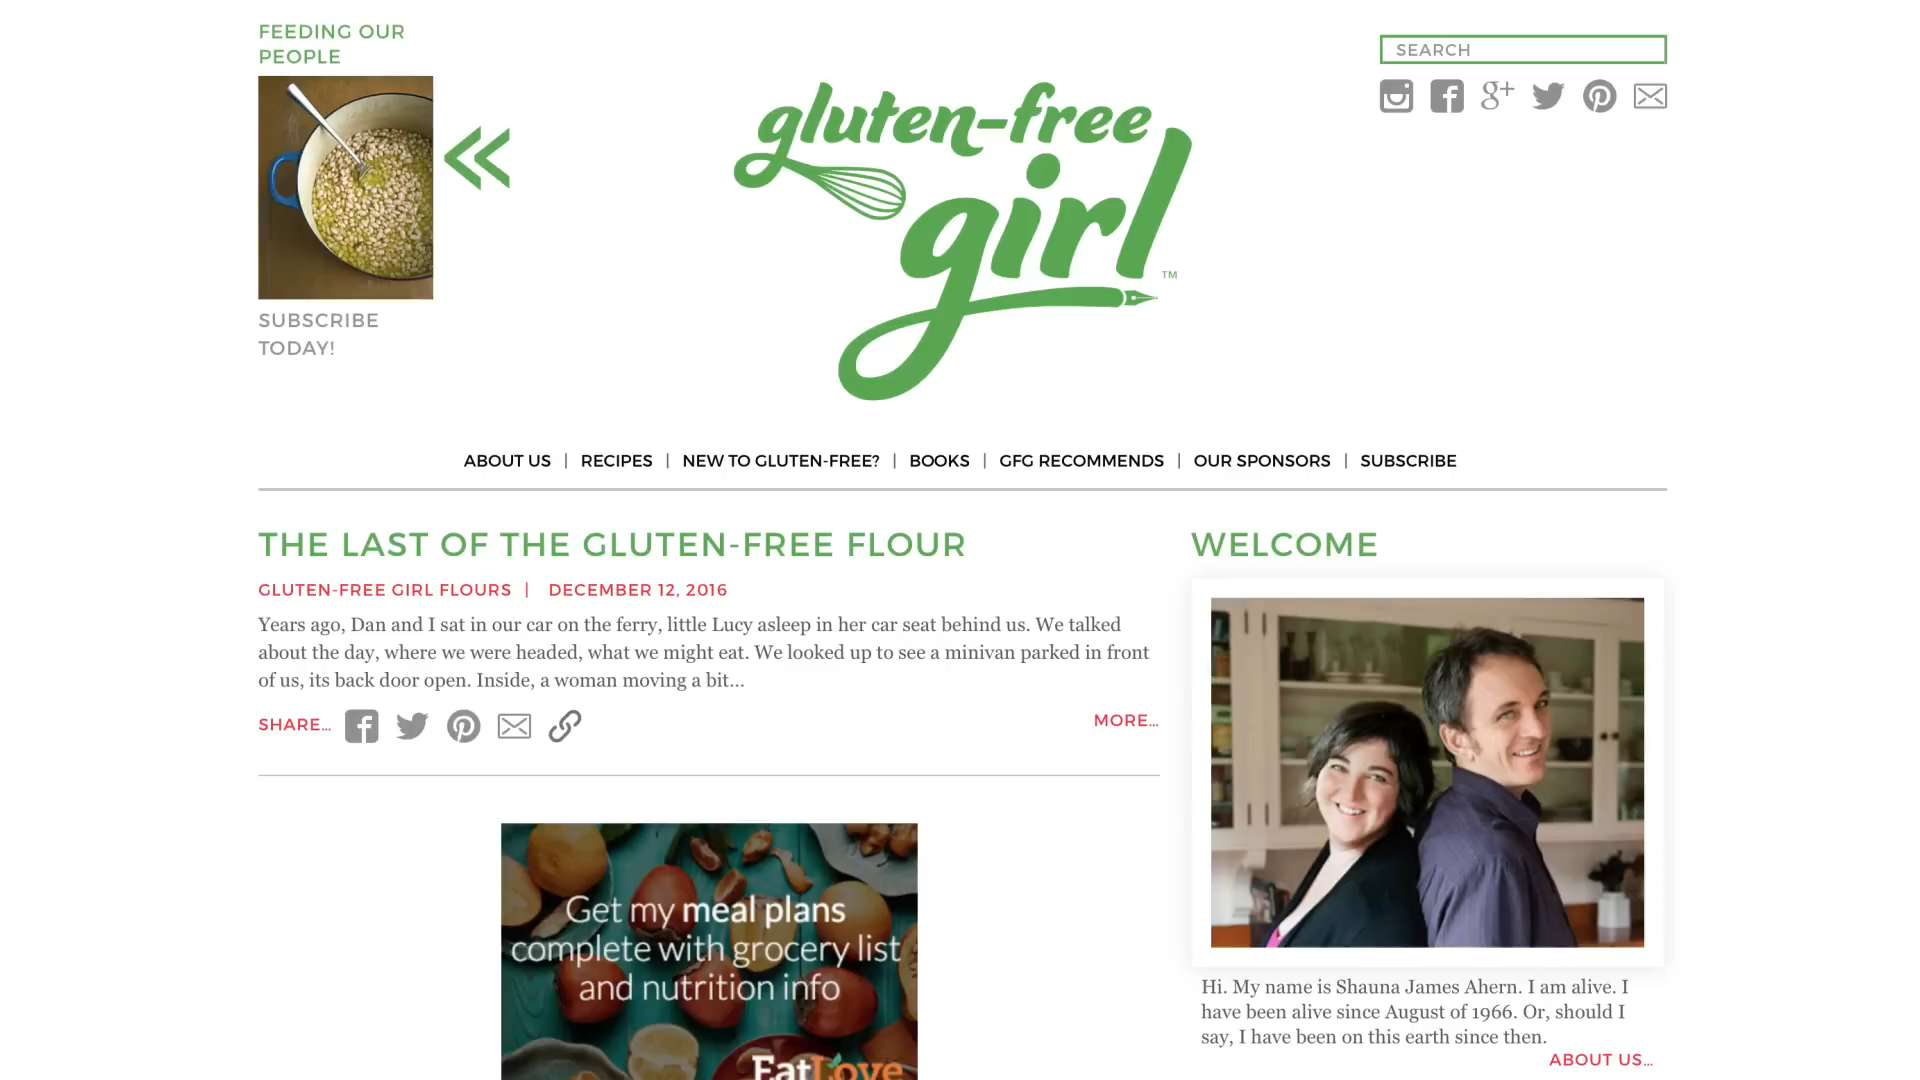 FEEDING OUR
PEOPLE
SUBSCRIBE
TODAY!
gluten-free
girl
™
SEARCH
g+
ABOUT US | RECIPES | NEW TO GLUTEN-FREE? | BOOKS | GFG RECOMMENDS | OUR SPONSORS | SUBSCRIBE
THE LAST OF THE GLUTEN-FREE FLOUR
GLUTEN-FREE GIRL FLOURS | DECEMBER 12, 2016
Years ago, Dan and I sat in our car on the ferry, little Lucy asleep in her car seat behind us. We talked
about the day, where we were headed, what we might eat. We looked up to see a minivan parked in front
of us, its back door open. Inside, a woman moving a bit...
SHARE...
MORE...
Get my meal plans
complete with grocery list
and nutrition info
EatLove
WELCOME
Hi. My name is Shauna James Ahern. I am alive. I
have been alive since August of 1966. Or, should I
say, I have been on this earth since then.
ABOUT US...